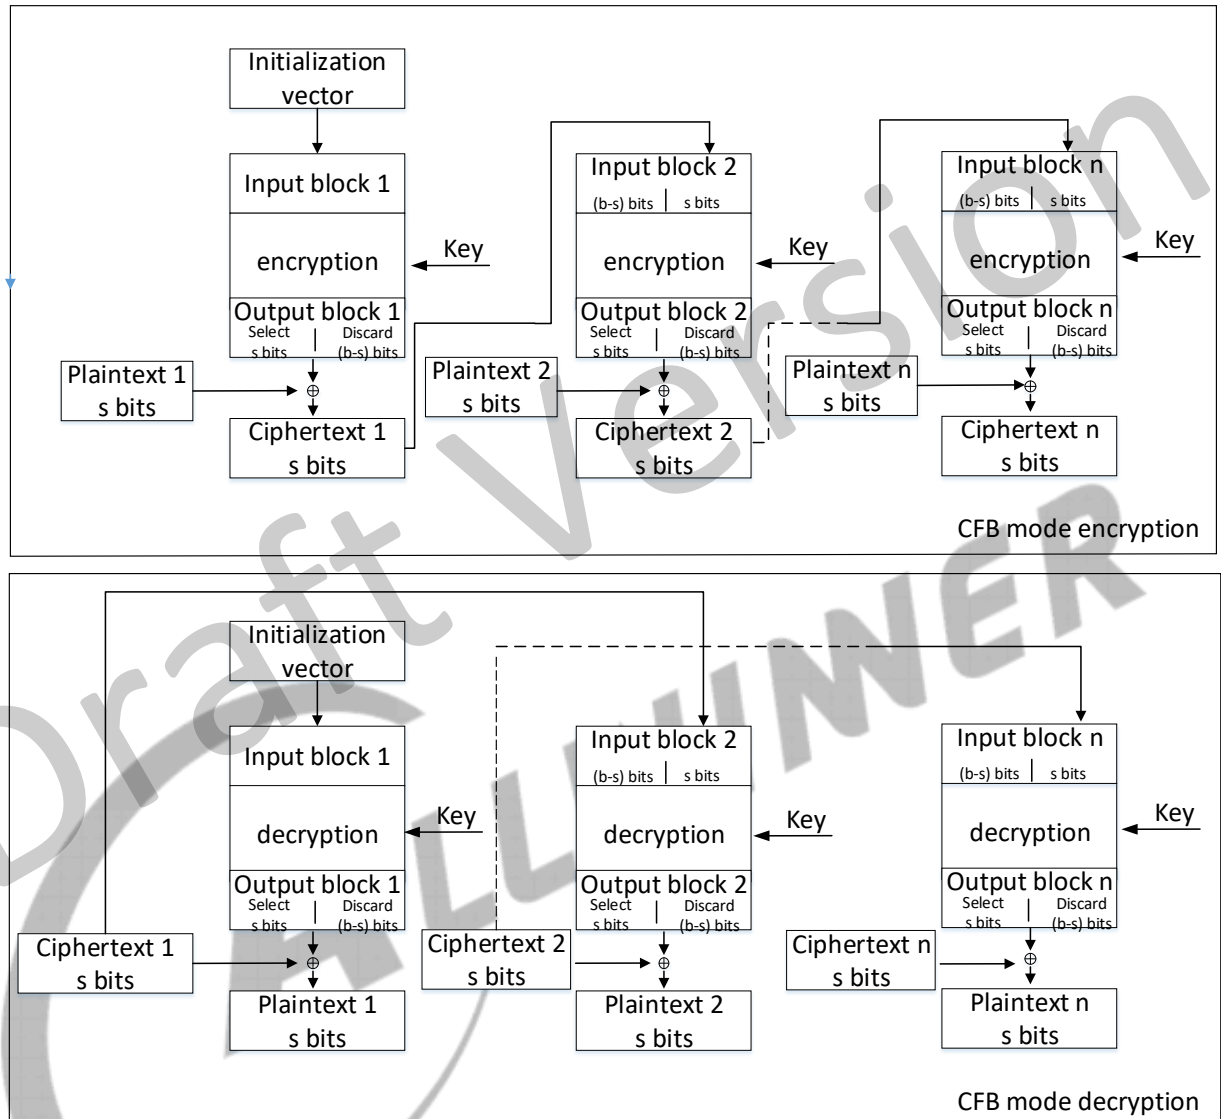 Initialization
vector
Input block 1
Input block 2
(b-s) bits
s bits
Input block n
(b-s) bits
s bits
encryption
Key
encryption
Key
encryption
Key
Output block 1
Select
s bits
Discard
(b-s) bits
Output block 2
Select
s bits
Discard
(b-s) bits
Output block n
Select
s bits
Discard
(b-s) bits
Plaintext 1
s bits
Plaintext 2
s bits
Plaintext n
s bits
Ciphertext 1
s bits
Ciphertext 2
s bits
Ciphertext n
s bits
CFB mode encryption
Initialization
vector
Input block 1
Input block 2
(b-s) bits
s bits
Input block n
(b-s) bits
s bits
decryption
Key
decryption
Key
decryption
Key
Output block 1
Select
s bits
Discard
(b-s) bits
Output block 2
Select
s bits
Discard
(b-s) bits
Output block n
Select
s bits
Discard
(b-s) bits
Ciphertext 1
s bits
Ciphertext 2
s bits
Ciphertext n
s bits
Plaintext 1
s bits
Plaintext 2
s bits
Plaintext n
s bits
CFB mode decryption
Draft Version
ALLWINNER